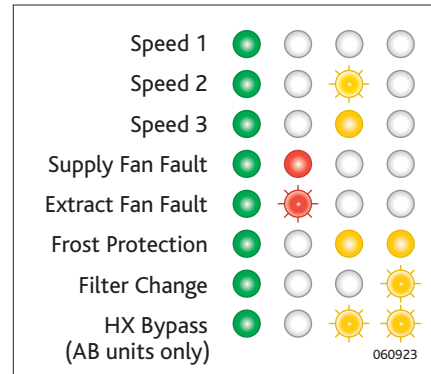 Speed 1
Speed 2
Speed 3
Supply Fan Fault
Extract Fan Fault
Frost Protection
Filter Change
HX Bypass
(AB units only)
060923